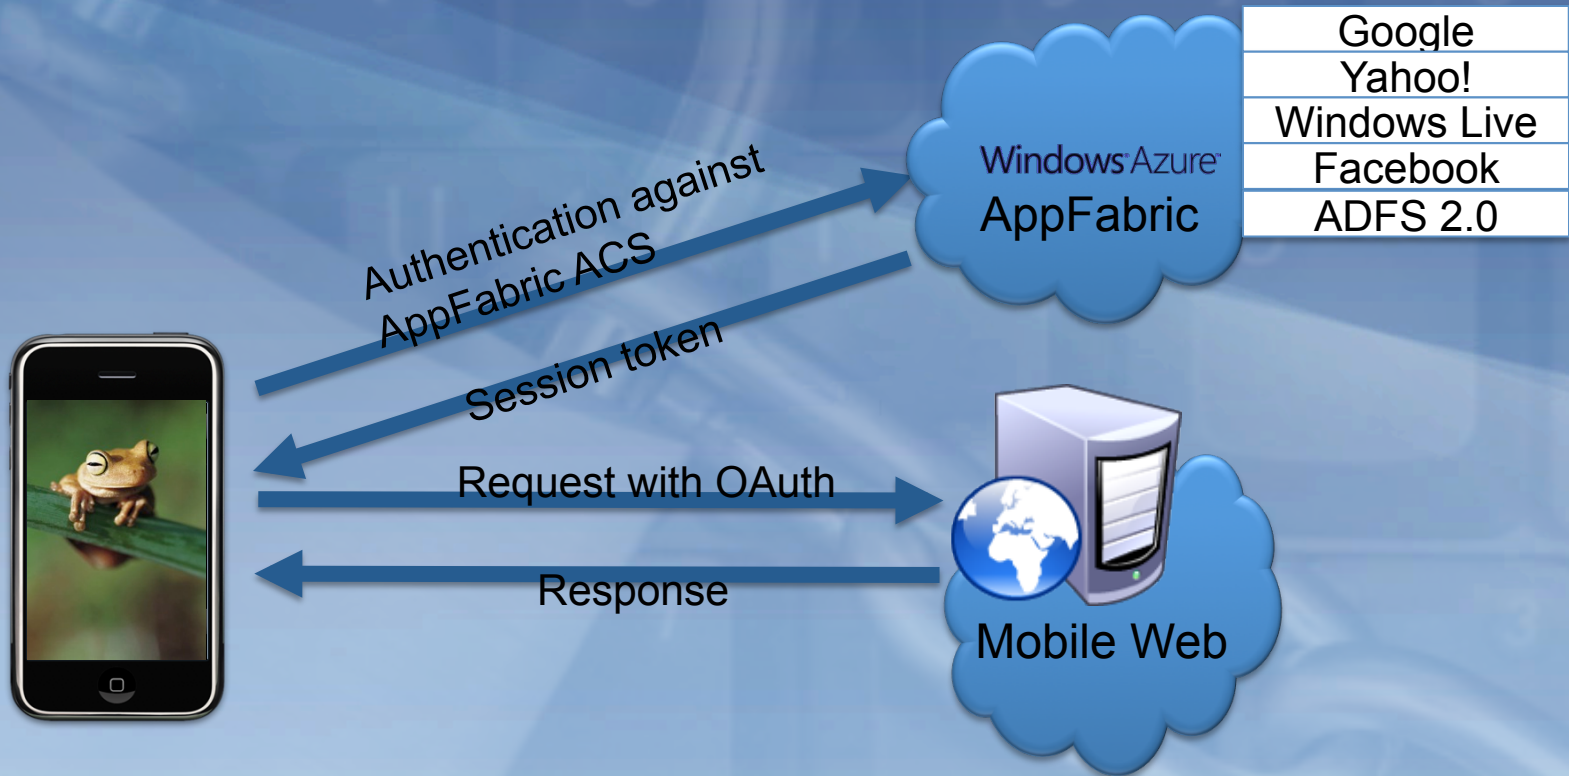 Google
Yahoo!
Windows Live
Facebook
ADFS 2.0
Windows Azure
AppFabric
Authentication against
AppFabric ACS
Session token
Request with OAuth
Response
Mobile Web